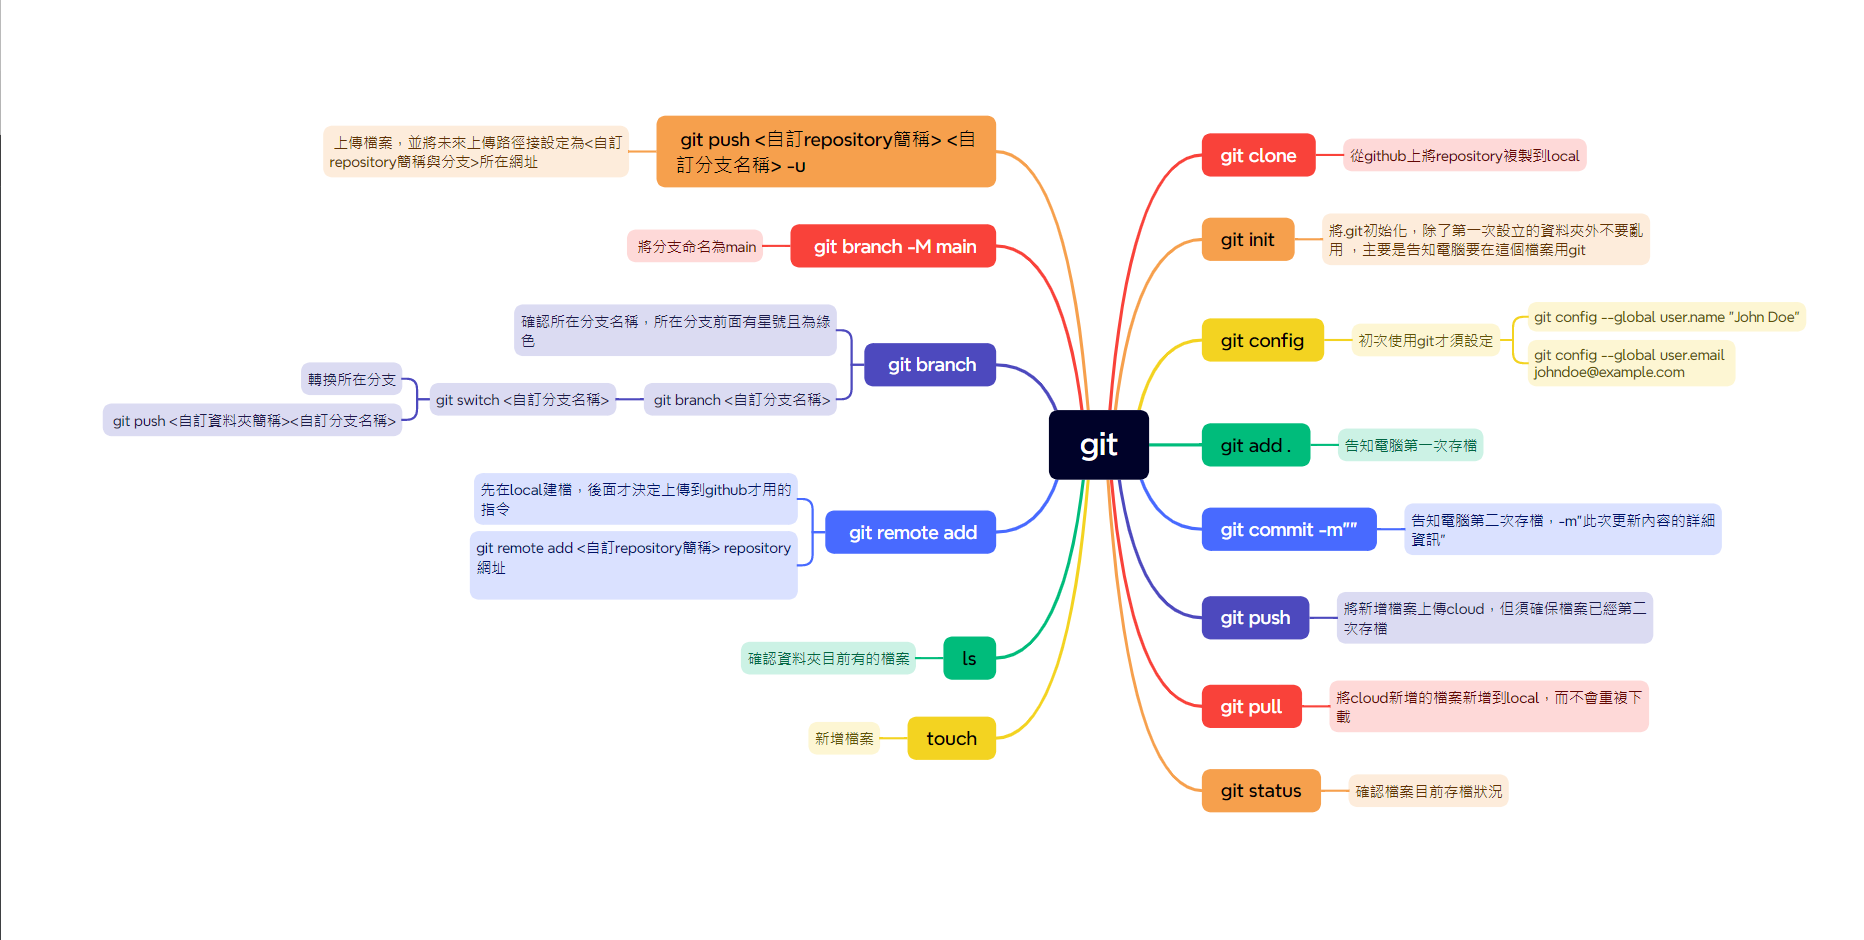 git
git clone
從github上將repository複製到local
git init
將.git初始化，除了第一次設立的資料夾外不要亂
用 ，主要是告知電腦要在這個檔案用git
git config
初次使用git才須設定
git config --global user.name "John Doe"
git config --global user.email
johndoe@example.com
git add .
告知電腦第一次存檔
git commit -m""
告知電腦第二次存檔，-m"此次更新內容的詳細
資訊"
git push
將新增檔案上傳cloud，但須確保檔案已經第二
次存檔
git pull
將cloud新增的檔案新增到local，而不會重複下
載
git status
確認檔案目前存檔狀況
git push <自訂repository簡稱> <自
訂分支名稱> -u
上傳檔案，並將未來上傳路徑接設定為<自訂
repository簡稱與分支>所在網址
git branch -M main
將分支命名為main
git branch
確認所在分支名稱，所在分支前面有星號且為綠
色
git branch <自訂分支名稱>
git switch <自訂分支名稱>
轉換所在分支
git push <自訂資料夾簡稱><自訂分支名稱>
git remote add
先在local建檔，後面才決定上傳到github才用的
指令
git remote add <自訂repository簡稱> repository
網址
ls
確認資料夾目前有的檔案
touch
新增檔案